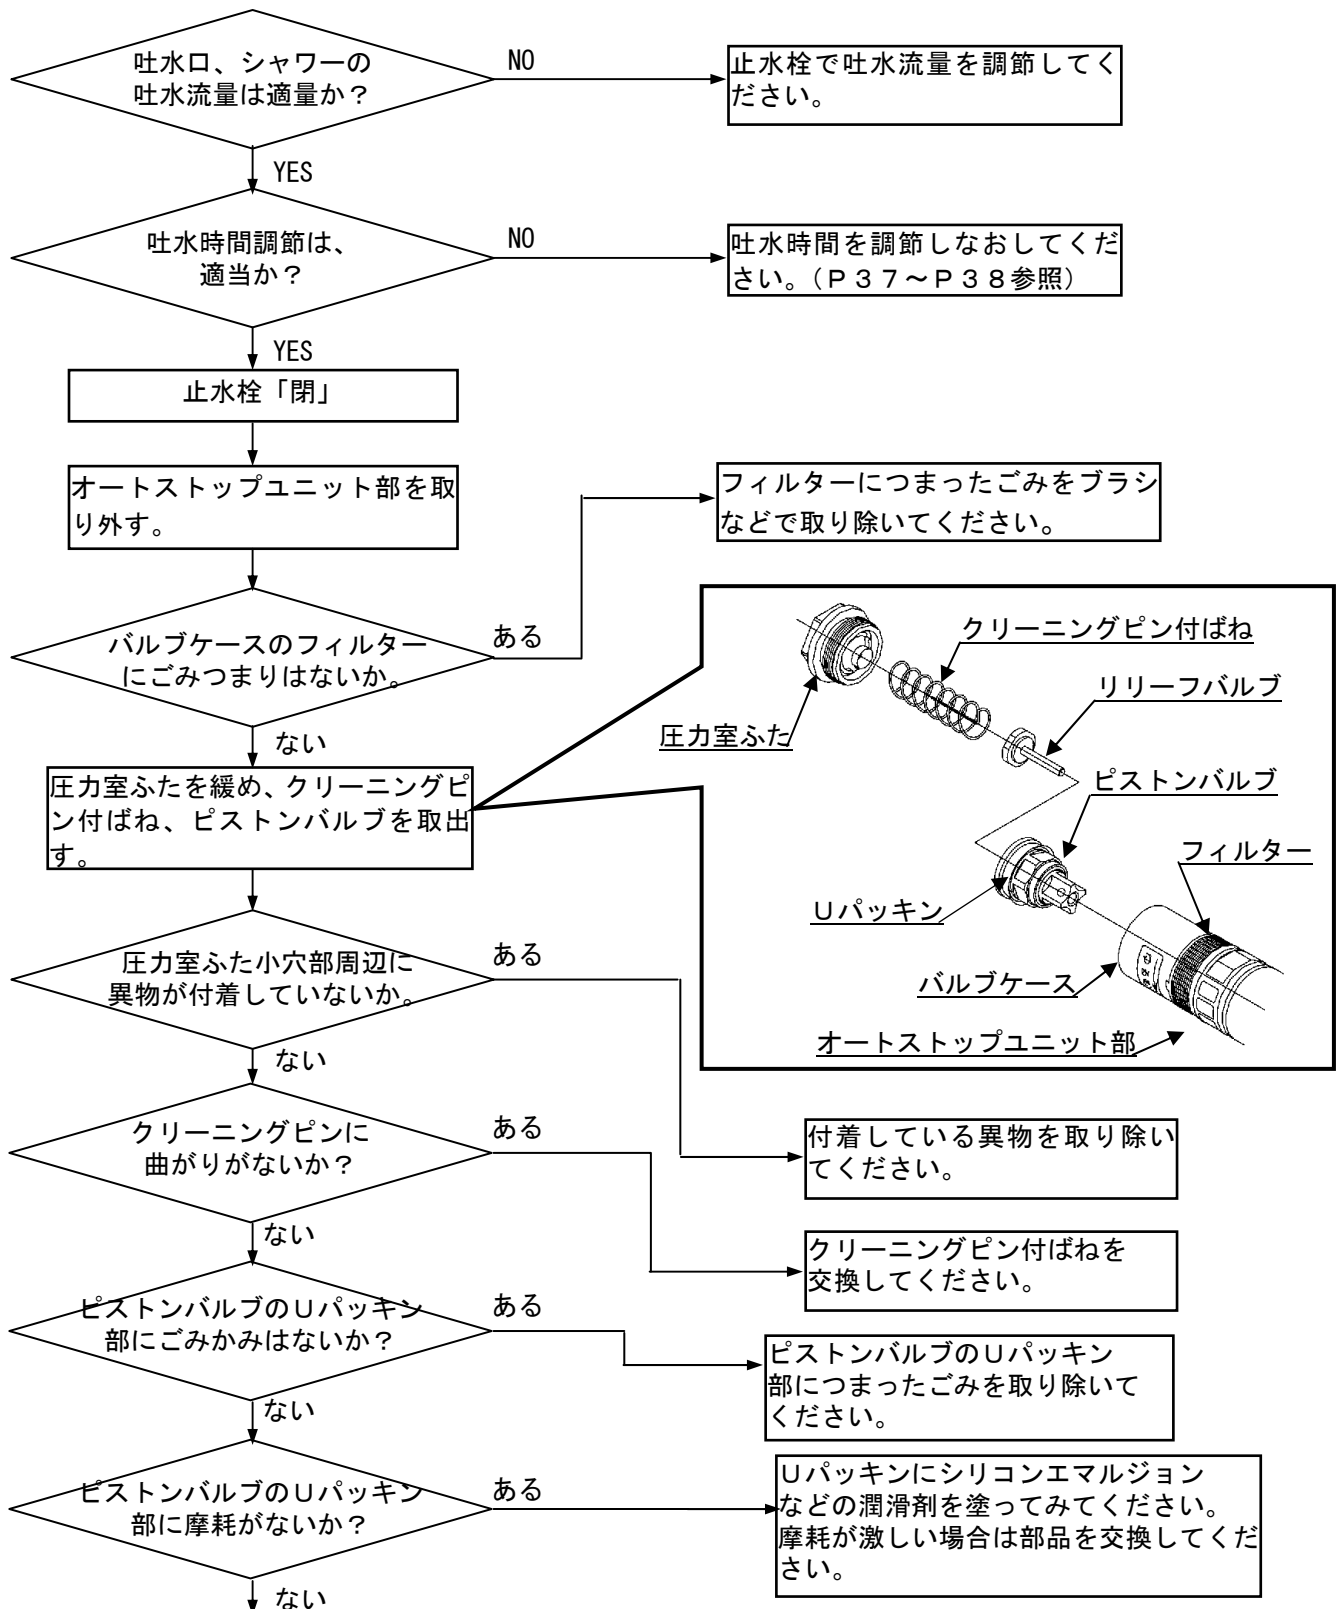 吐水口、シャワーの
吐水流量は適量か？
NO
止水栓で吐水流量を調節してく
ださい。
YES
吐水時間調節は、
適当か？
NO
吐水時間を調節しなおしてくだ
さい。（Ｐ３７～Ｐ３８参照）
YES
止水栓「閉」
オートストップユニット部を取
り外す。
フィルターにつまったごみをブラシ
などで取り除いてください。
バルブケースのフィルター
にごみつまりはないか。
ある
ない
圧力室ふたを緩め、クリーニングピ
ン付ばね、ピストンバルブを取出
す。
クリーニングピン付ばね
リリーフバルブ
圧力室ふた
ピストンバルブ
フィルター
Ｕパッキン
バルブケース
オートストップユニット部
圧力室ふた小穴部周辺に
異物が付着していないか。
ある
ない
付着している異物を取り除い
てください。
クリーニングピンに
曲がりがないか？
ある
ない
クリーニングピン付ばねを
交換してください。
ピストンバルブのＵパッキン
部にごみかみはないか？
ある
ない
ピストンバルブのＵパッキン
部につまったごみを取り除いて
ください。
ピストンバルブのＵパッキン
部に摩耗がないか？
ある
ない
Ｕパッキンにシリコンエマルジョン
などの潤滑剤を塗ってみてください。
摩耗が激しい場合は部品を交換してくだ
さい。